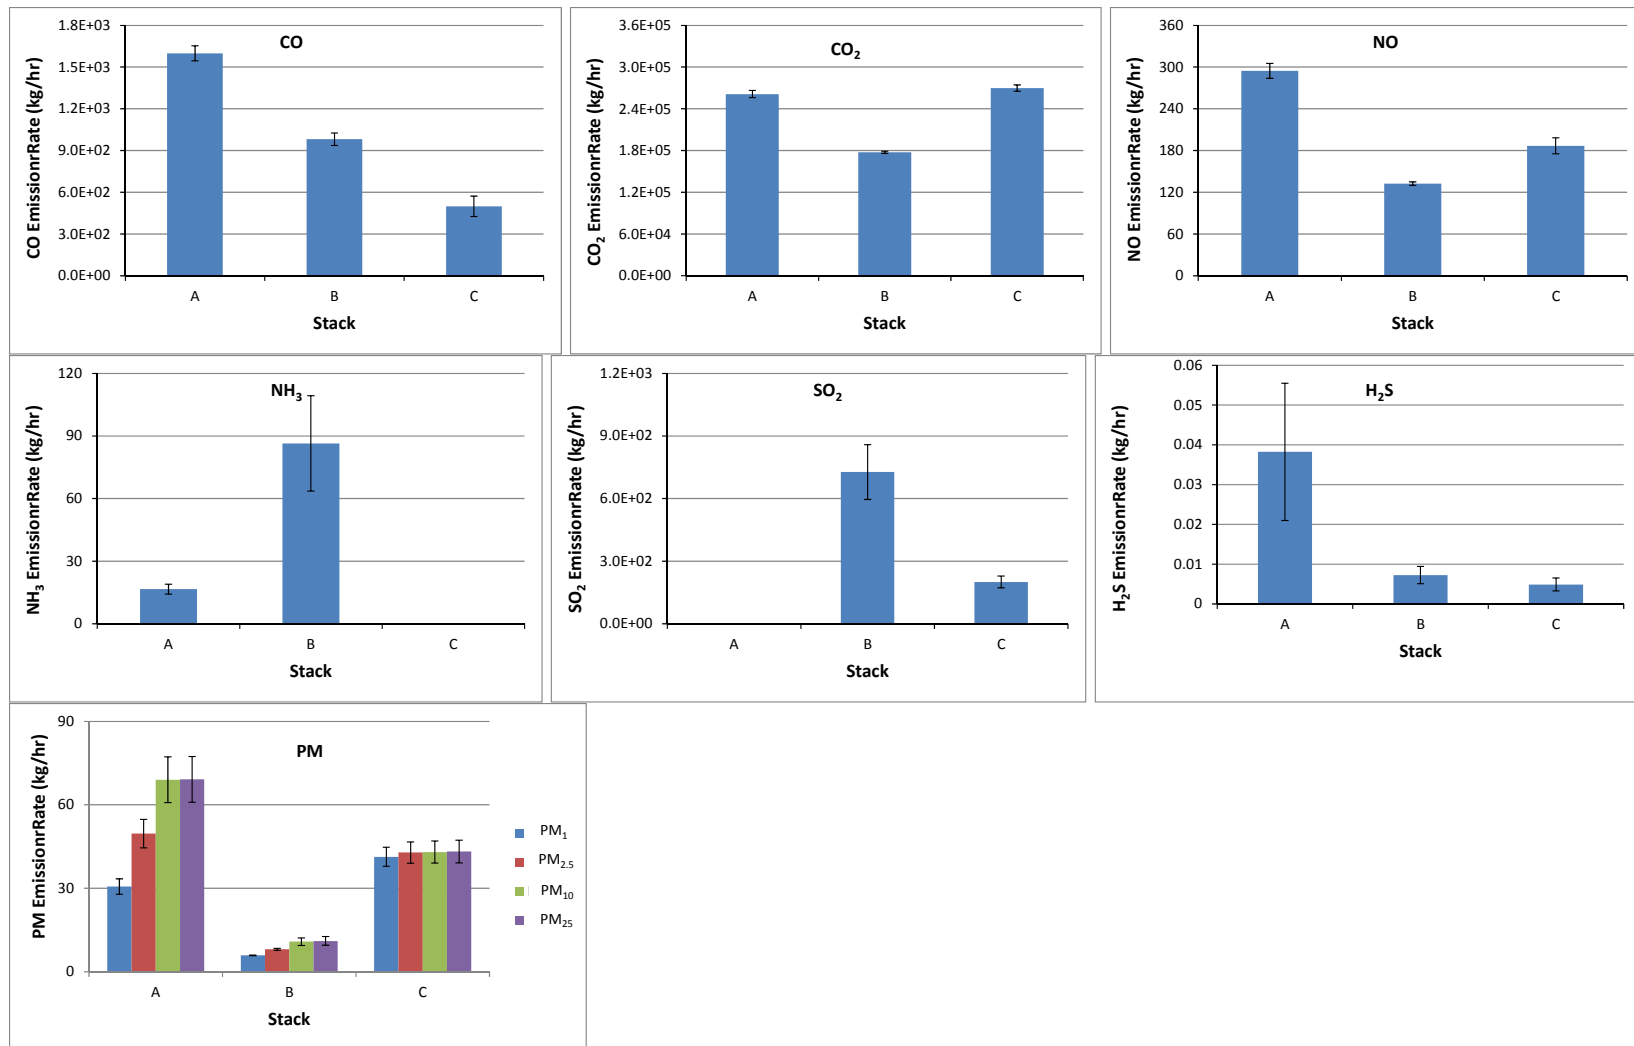 CO
CO EmissionrRate (kg/hr)
1.8E+03
1.5E+03
1.2E+03
9.0E+02
6.0E+02
3.0E+02
0.0E+00
A B C
Stack
CO₂
CO₂ EmissionrRate (kg/hr)
3.6E+05
3.0E+05
2.6E+05
1.8E+05
1.2E+05
6.0E+04
0.0E+00
A B C
Stack
NO
NO EmissionrRate (kg/hr)
360
300
240
180
120
60
0
A B C
Stack
NH₃
NH₃ EmissionrRate (kg/hr)
120
90
60
30
0
A B C
Stack
SO₂
SO₂ EmissionrRate (kg/hr)
1.2E+03
9.0E+02
6.0E+02
3.0E+02
0.0E+00
A B C
Stack
H₂S
H₂S EmissionrRate (kg/hr)
0.06
0.05
0.04
0.03
0.02
0.01
0
A B C
Stack
PM
PM EmissionrRate (kg/hr)
90
60
30
0
A B C
Stack
PM₁
PM₂.₅
PM₁₀
PM₂₅